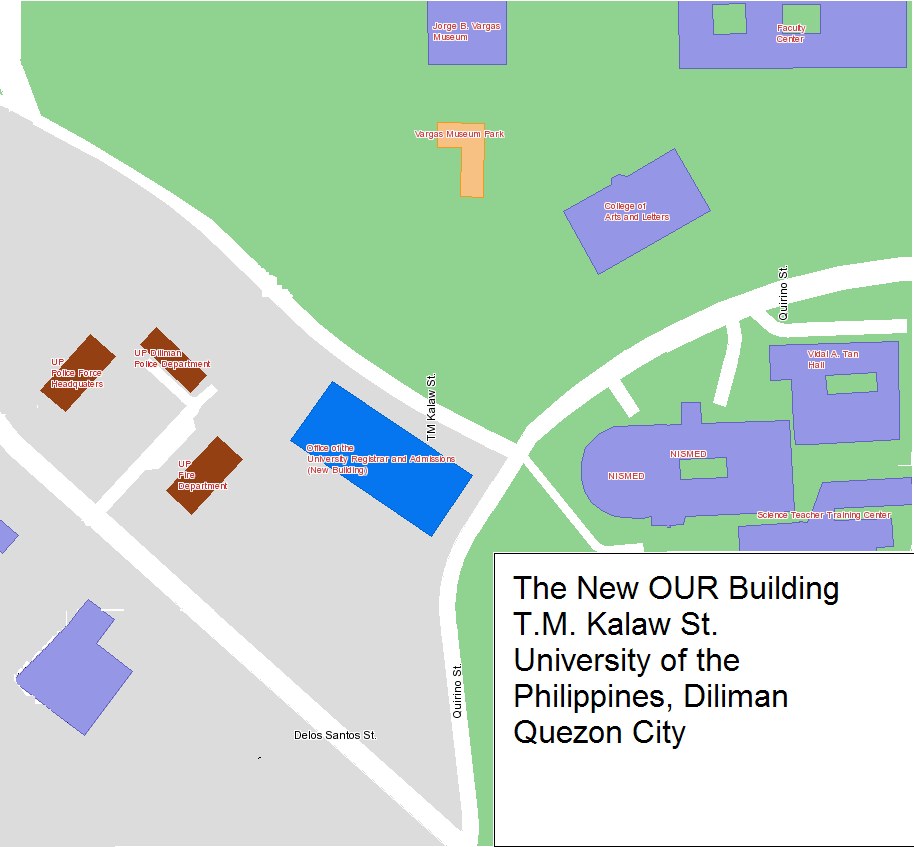 Jorge B. Vargas
Museum
Faculty
Center
Vargas Museum Park
College of
Arts and Letters
Quirino St.
UP
Police Force
Headquaters
UP Diliman
Police Department
Vidal A. Tan
Hall
T.M Kalaw St.
Office of the
University Registrar and Admissions
(New Building)
UP
Fire
Department
NISMED
NISMED
Science Teacher Training Center
The New OUR Building
T.M. Kalaw St.
University of the
Philippines, Diliman
Quezon City
Quirino St.
Delos Santos St.